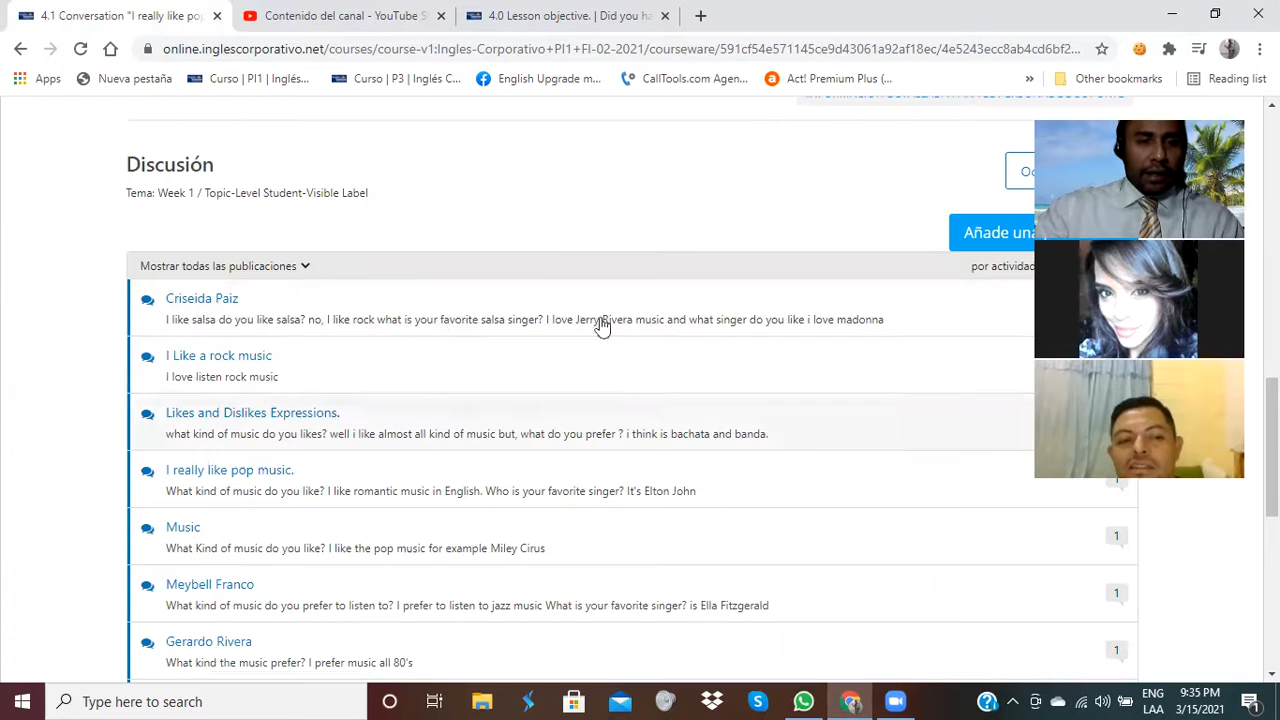 4.1 Conversation "I really like po
Contenido del canal - YouTube S
4.0 Lesson objective. | Did you ha
online.inglescorporativo.net/courses/course-v1:Ingles-Corporativo+PI1+FI-02-2021/courseware/591cf54e571145ce9d43061a92af18ec/4e5243ecc8ab4cd6bf2...
Apps
Nueva pestaña
Curso | PI1 | Inglés...
Curso | P3 | Inglés C...
English Upgrade m...
CallTools.com Agen...
Act! Premium Plus (...
»
Other bookmarks
Reading list
Discusión
Tema: Week 1 / Topic-Level Student-Visible Label
Oc
Añade una
Mostrar todas las publicaciones
por actividad
Criseida Paiz
I like salsa do you like salsa? no, I like rock what is your favorite salsa singer? I love Jerry Rivera music and what singer do you like i love madonna
I Like a rock music
I love listen rock music
Likes and Dislikes Expressions.
what kind of music do you likes? well i like almost all kind of music but, what do you prefer ? i think is bachata and banda.
I really like pop music.
What kind of music do you like? I like romantic music in English. Who is your favorite singer? It's Elton John
1
Music
What Kind of music do you like? I like the pop music for example Miley Cirus
1
Meybell Franco
What kind of music do you prefer to listen to? I prefer to listen to jazz music What is your favorite singer? is Ella Fitzgerald
1
Gerardo Rivera
What kind the music prefer? I prefer music all 80's
1
Type here to search
ENG
LAA
9:35 PM
3/15/2021
1